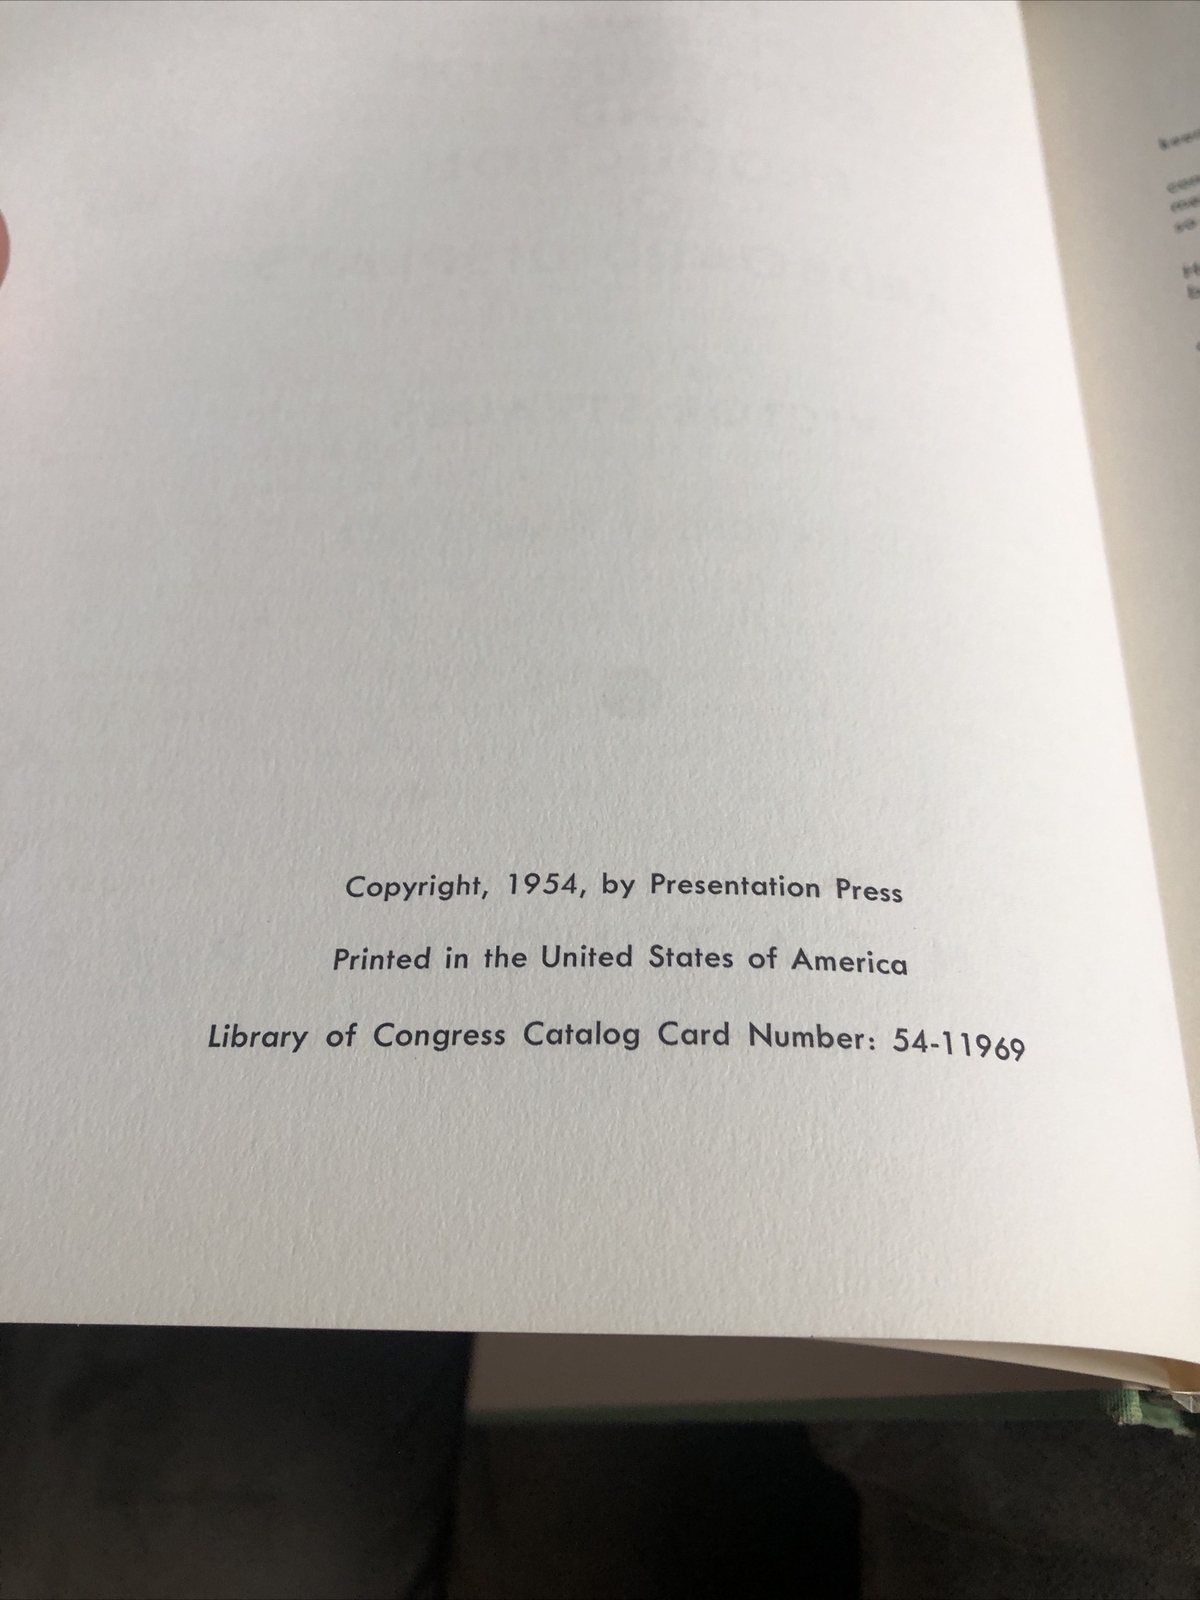 Copyright, 1954, by Presentation Press
Printed in the United States of America
Library of Congress Catalog Card Number: 54-11969